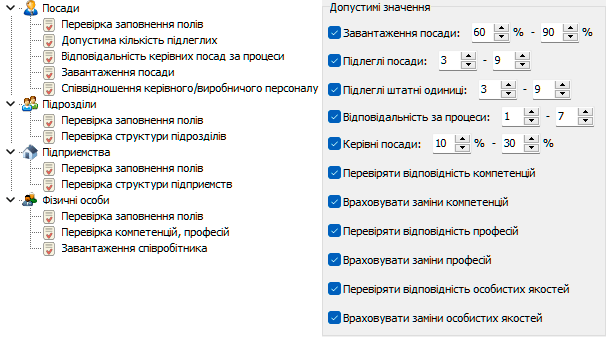 Посади
Перевірка заповнення полів
Допустима кількість підлеглих
Відповідальність керівних посад за процеси
Завантаження посади
Співвідношення керівного/виробничого персоналу
Підрозділи
Перевірка заповнення полів
Перевірка структури підрозділів
Підприємства
Перевірка заповнення полів
Перевірка структури підприємств
Фізичні особи
Перевірка заповнення полів
Перевірка компетенцій, професій
Завантаження співробітника
Допустимі значення
Завантаження посади: 60 % - 90 %
Підлеглі посади: 3 - 9
Підлеглі штатні одиниці: 3 - 9
Відповідальність за процеси: 1 - 7
Керівні посади: 10 % - 30 %
Перевіряти відповідність компетенцій
Враховувати заміни компетенцій
Перевіряти відповідність професій
Враховувати заміни професій
Перевіряти відповідність особистих якостей
Враховувати заміни особистих якостей